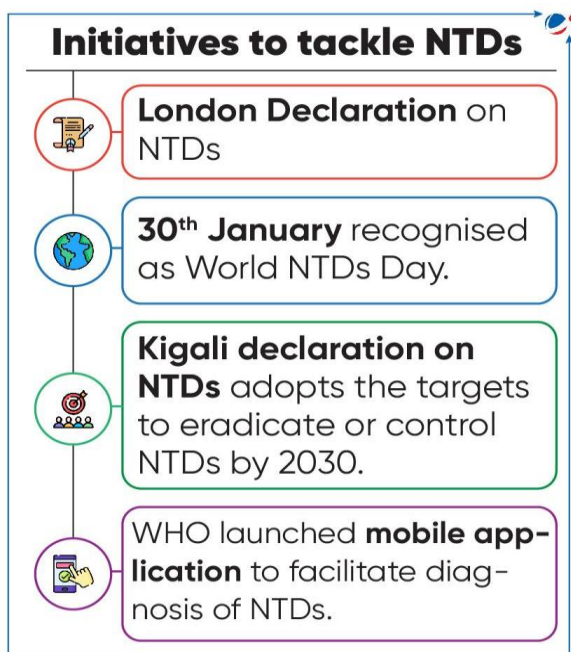 Initiatives to tackle NTDs
London Declaration on
NTDs
30th January recognised
as World NTDs Day.
Kigali declaration on
NTDs adopts the targets
to eradicate or control
NTDs by 2030.
WHO launched mobile app-
lication to facilitate diag-
nosis of NTDs.